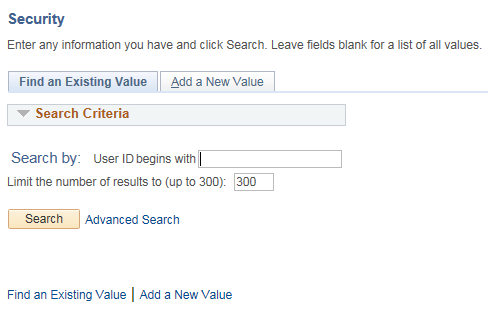 Security
Enter any information you have and click Search. Leave fields blank for a list of all values.
Find an Existing Value Add a New Value
Search Criteria
Search by: User ID begins with
Limit the number of results to (up to 300): 300
Search Advanced Search
Find an Existing Value | Add a New Value